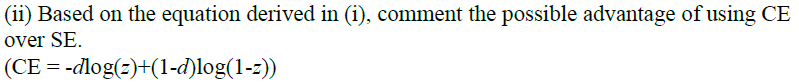 (ii) Based on the equation derived in (i), comment the possible advantage of using CE
over SE.
(CE = -dlog(z)+(1-d)log(1-z))